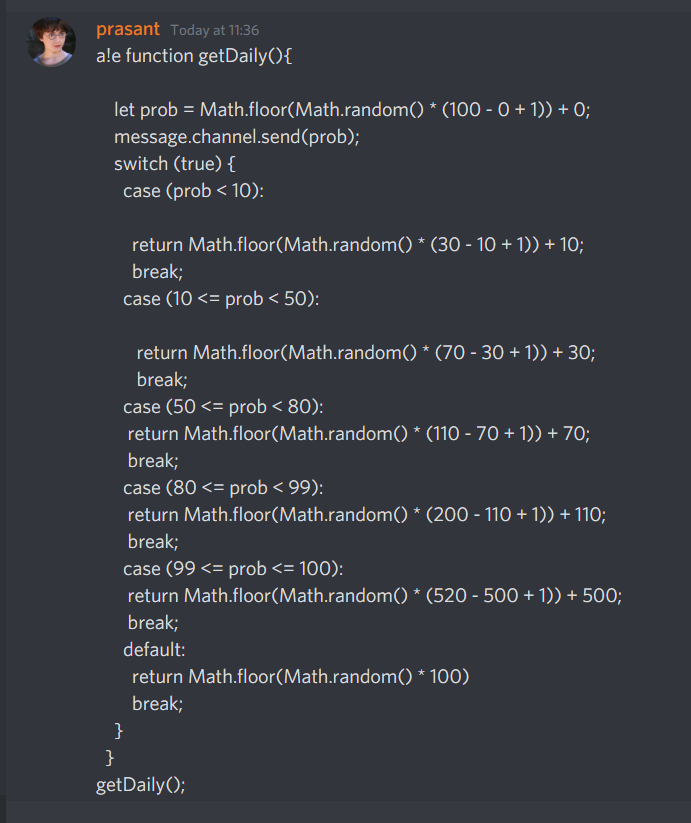 prasant Today at 11:36
a!e function getDaily(){
let prob = Math.floor(Math.random() * (100 - 0 + 1)) + 0;
message.channel.send(prob);
switch (true) {
case (prob < 10):
return Math.floor(Math.random() * (30 - 10 + 1)) + 10;
break;
case (10 <= prob < 50):
return Math.floor(Math.random() * (70 - 30 + 1)) + 30;
break;
case (50 <= prob < 80):
return Math.floor(Math.random() * (110 - 70 + 1)) + 70;
break;
case (80 <= prob < 99):
return Math.floor(Math.random() * (200 - 110 + 1)) + 110;
break;
case (99 <= prob <= 100):
return Math.floor(Math.random() * (520 - 500 + 1)) + 500;
break;
default:
return Math.floor(Math.random() * 100)
break;
}
}
getDaily();